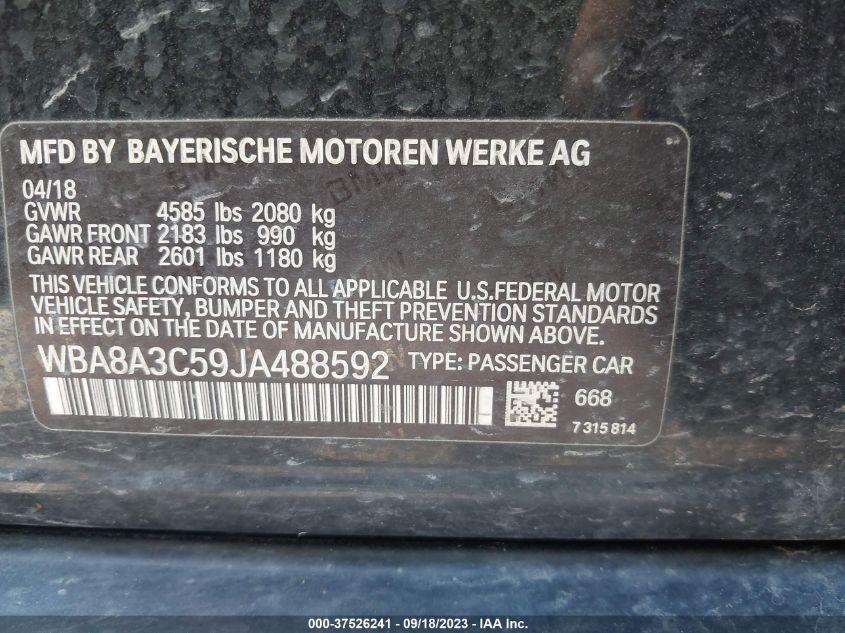 MFD BY BAYERISCHE MOTOREN WERKE AG
04/18
GVWR 4585 lbs 2080 kg
GAWR FRONT 2183 lbs 990 kg
GAWR REAR 2601 lbs 1180 kg
THIS VEHICLE CONFORMS TO ALL APPLICABLE U.S.FEDERAL MOTOR
VEHICLE SAFETY, BUMPER AND THEFT PREVENTION STANDARDS
IN EFFECT ON THE DATE OF MANUFACTURE SHOWN ABOVE.
WBA8A3C59JA488592 TYPE: PASSENGER CAR
668
7 315 814
000-37526241 - 09/18/2023 - IAA Inc.